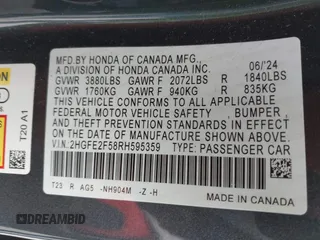 MFD.BY HONDA OF CANADA MFG.,
A DIVISION OF HONDA CANADA INC. 06/'24
GVWR 3880LBS GAWR F 2072LBS R 1840LBS
GVWR 1760KG GAWR F 940KG R 835KG
THIS VEHICLE CONFORMS TO ALL APPLICABLE
FEDERAL MOTOR VEHICLE SAFETY , BUMPER ,
AND THEFT PREVENTION STANDARDS IN EFFECT
ON THE DATE OF MANUFACTURE SHOWN ABOVE.
V.I.N:2HGFE2F58RH595359 TYPE:PASSENGER CAR
T23 R AG5 -NH904M -Z -H
MADE IN CANADA
T20 A1
DREAMBID